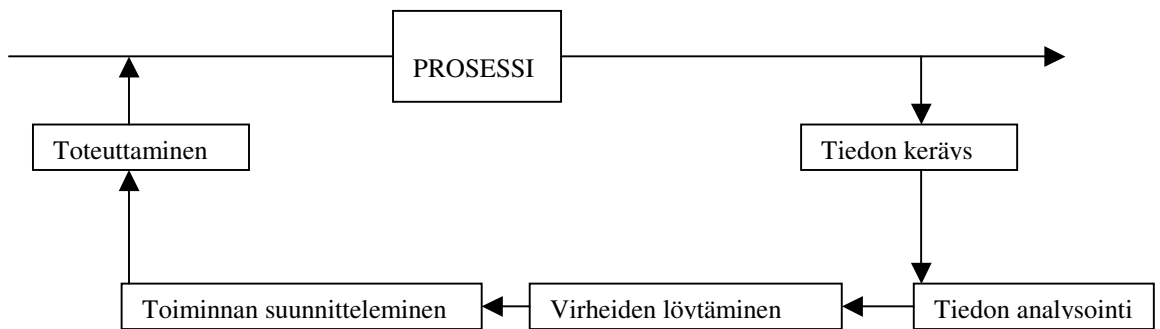 PROSESSI
Toteuttaminen
Tiedon keräys
Toiminnan suunnitteleminen
Virheiden löytäminen
Tiedon analysointi